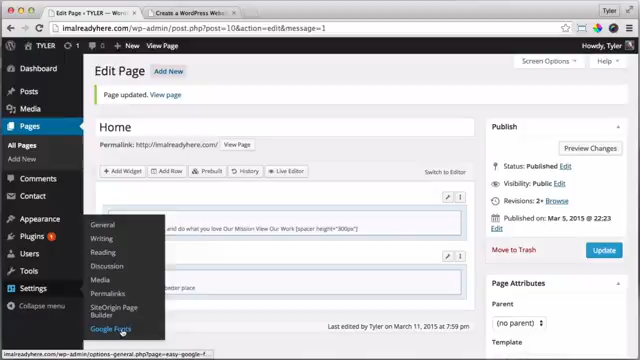 Edit Page ‹ TYLER — Word
Create a WordPress Websi
imalreadyhere.com/wp-admin/post.php?post=10&action=edit&message=1
TYLER 1 New View Page
Howdy, Tyler
Dashboard
Posts
Media
Pages
All Pages
Add New
Comments
Contact
Appearance
Plugins 1
Users
Tools
Settings
Collapse menu
General
Writing
Reading
Discussion
Media
Permalinks
SiteOrigin Page
Builder
Google Fonts
Screen Options
Help
Edit Page Add New
Page updated. View page
Home
Permalink: http://imalreadyhere.com/ View Page
Add Widget Add Row Prebuilt History Live Editor Switch to Editor
and do what you love Our Mission View Our Work [spacer height="300px"]
better place
Last edited by Tyler on March 11, 2015 at 7:59 pm
Publish
Preview Changes
Status: Published Edit
Visibility: Public Edit
Revisions: 2+ Browse
Published on: Mar 5, 2015 @ 22:23
Edit
Move to Trash Update
Page Attributes
Parent
(no parent)
Template
imalreadyhere.com/wp-admin/options-general.php?page=easy-google-f...